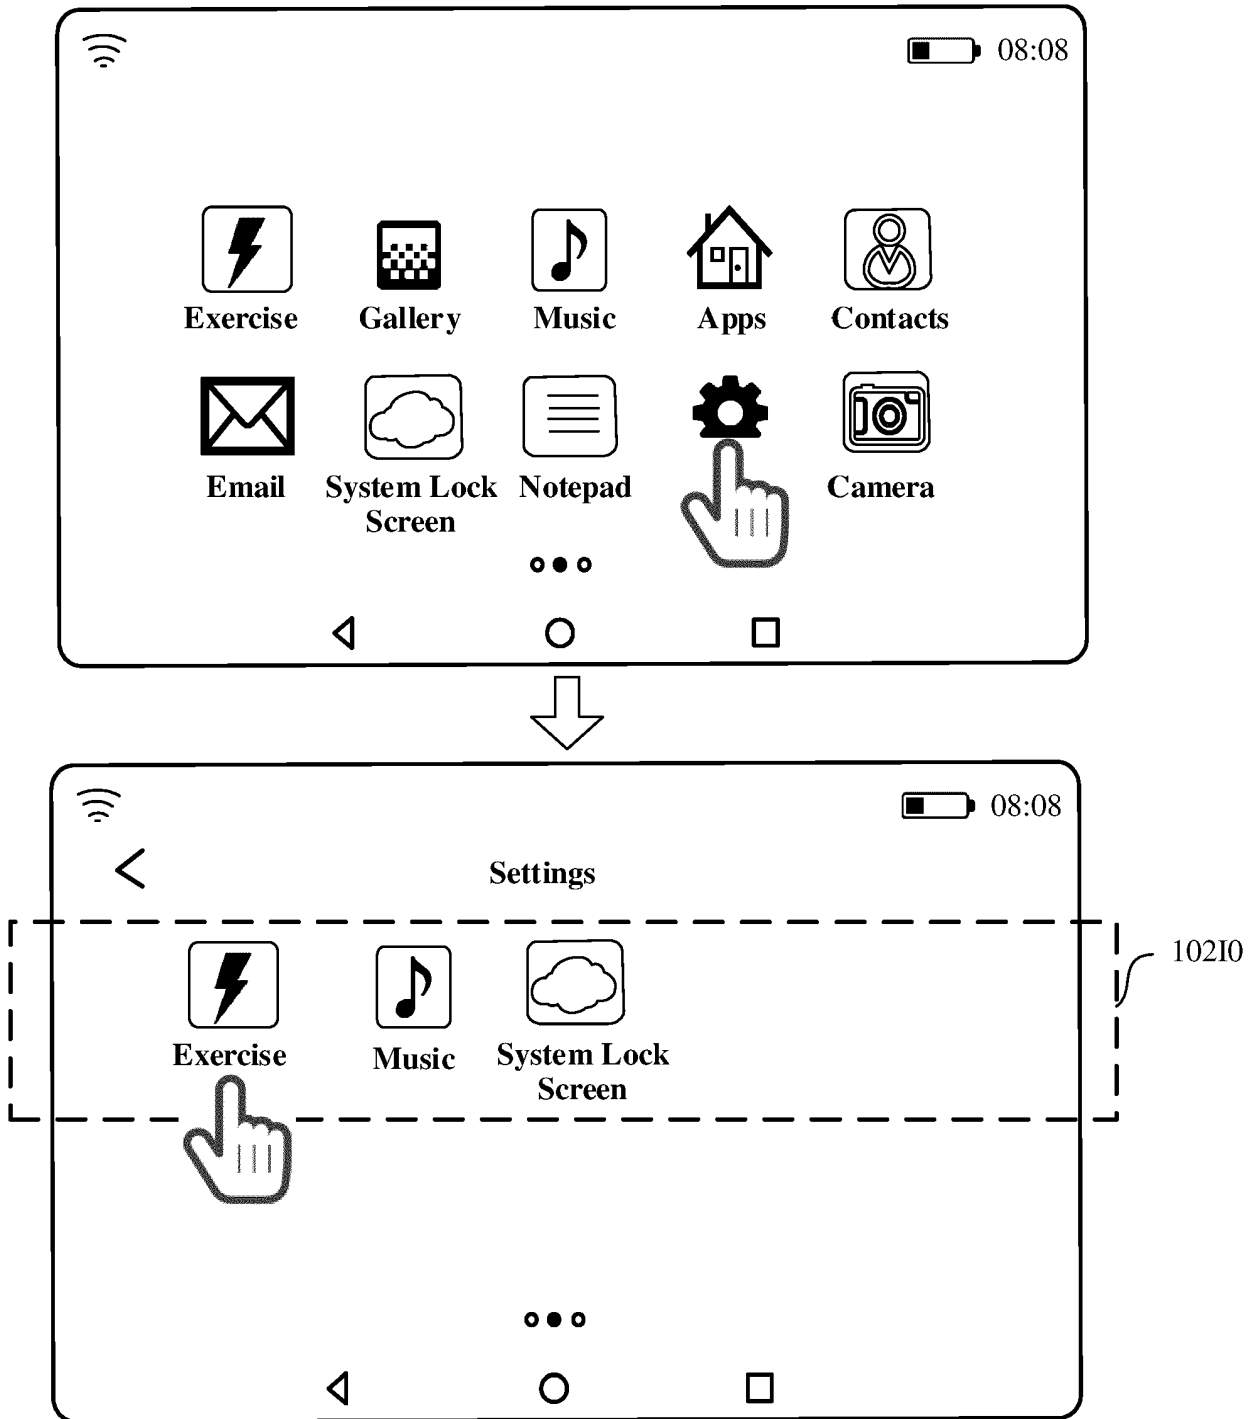 08:08
Exercise Gallery Music Apps Contacts
Email System Lock Notepad Camera
Screen
08:08
Settings
102I0
Exercise Music System Lock
Screen